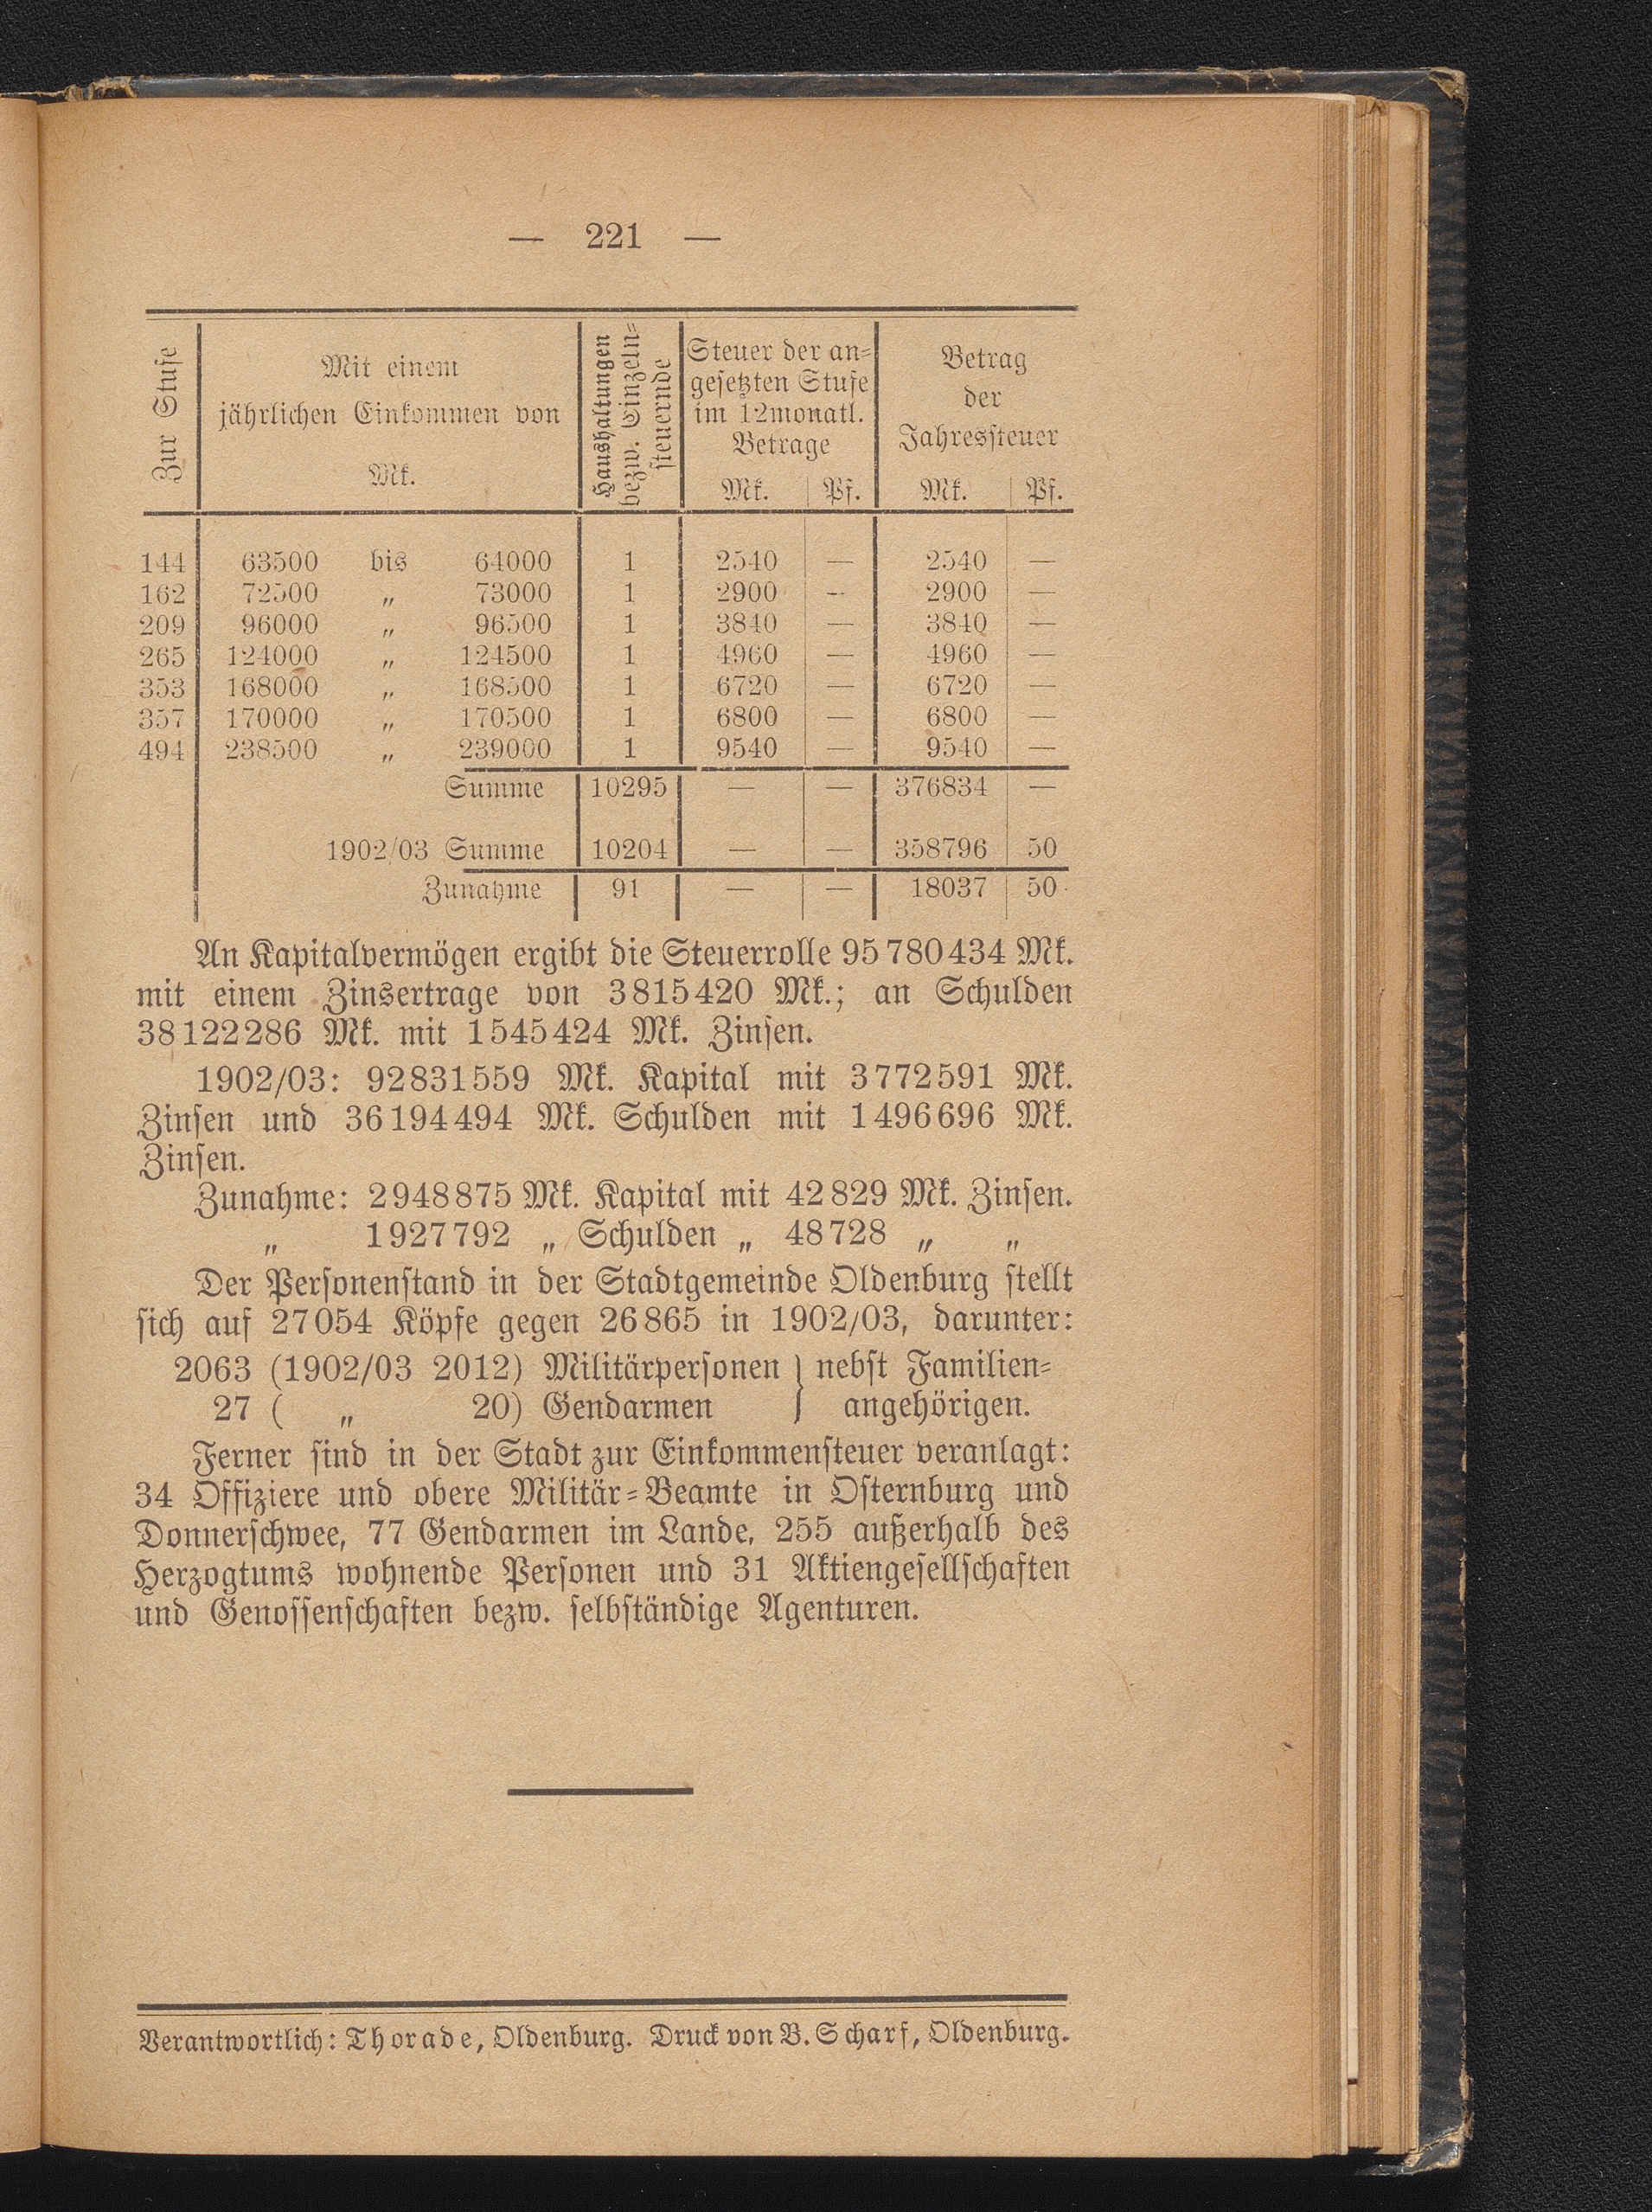 — 221 —
Zur Stufe
Mit einem
jährlichen Einkommen von
Mk.
Haushaltungen
bezw. Einzeln-
steuernde
Steuer der an-
gesetzten Stufe
im 12monatl.
Betrage
Mk. | Pf.
Betrag
der
Jahressteuer
Mk. | Pf.
144 63500 bis 64000 1 2540 — 2540 —
162 72500 „ 73000 1 2900 — 2900 —
209 96000 „ 96500 1 3840 — 3840 —
265 124000 „ 124500 1 4960 — 4960 —
353 168000 „ 168500 1 6720 — 6720 —
357 170000 „ 170500 1 6800 — 6800 —
494 238500 „ 239000 1 9540 — 9540 —
Summe 10295 — — 376834 —
1902/03 Summe 10204 — — 358796 50
Zunahme 91 — — 18037 50
An Kapitalvermögen ergibt die Steuerrolle 95780434 Mk.
mit einem Zinsertrage von 3815420 Mk.; an Schulden
38122286 Mk. mit 1545424 Mk. Zinsen.
1902/03: 92831559 Mk. Kapital mit 3772591 Mk.
Zinsen und 36194494 Mk. Schulden mit 1496696 Mk.
Zinsen.
Zunahme: 2948875 Mk. Kapital mit 42829 Mk. Zinsen.
„ 1927792 „ Schulden „ 48728 „ „
Der Personenstand in der Stadtgemeinde Oldenburg stellt
sich auf 27054 Köpfe gegen 26865 in 1902/03, darunter:
2063 (1902/03 2012) Militärpersonen } nebst Familien-
27 ( „ 20) Gendarmen } angehörigen.
Ferner sind in der Stadt zur Einkommensteuer veranlagt:
34 Offiziere und obere Militär-Beamte in Osternburg und
Donnerschwee, 77 Gendarmen im Lande, 255 außerhalb des
Herzogtums wohnende Personen und 31 Aktiengesellschaften
und Genossenschaften bezw. selbständige Agenturen.
Verantwortlich: Thorade, Oldenburg. Druck von B. Scharf, Oldenburg.